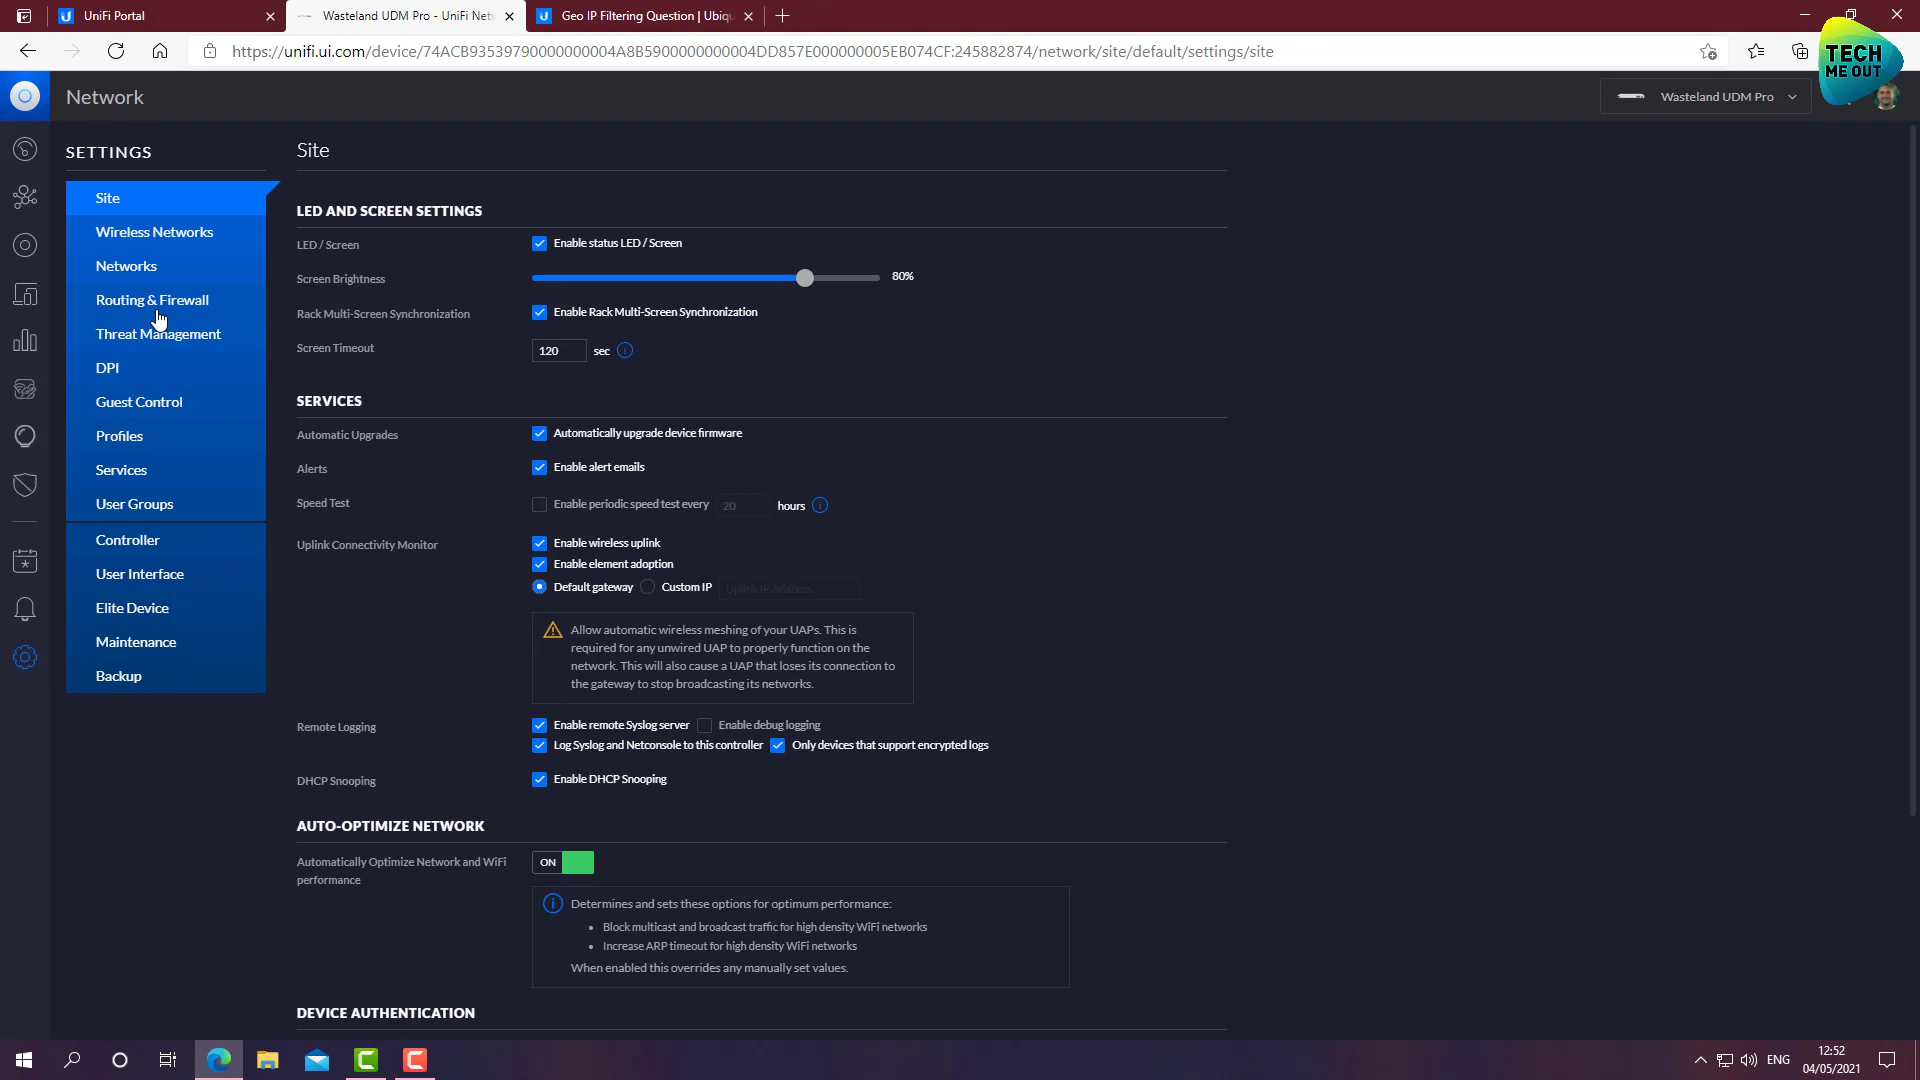 UniFi Portal
Wasteland UDM Pro - UniFi Netw
Geo IP Filtering Question | Ubiqu
https://unifi.ui.com/device/74ACB93539790000000004A8B5900000000004DD857E000000005EB074CF:245882874/network/site/default/settings/site
TECH
ME OUT
Network
Wasteland UDM Pro
SETTINGS
Site
Wireless Networks
Networks
Routing & Firewall
Threat Management
DPI
Guest Control
Profiles
Services
User Groups
Controller
User Interface
Elite Device
Maintenance
Backup
Site
LED AND SCREEN SETTINGS
LED / Screen
Enable status LED / Screen
Screen Brightness
80%
Rack Multi-Screen Synchronization
Enable Rack Multi-Screen Synchronization
Screen Timeout
120 sec
SERVICES
Automatic Upgrades
Automatically upgrade device firmware
Alerts
Enable alert emails
Speed Test
Enable periodic speed test every 20 hours
Uplink Connectivity Monitor
Enable wireless uplink
Enable element adoption
Default gateway Custom IP Uplink IP Address
Allow automatic wireless meshing of your UAPs. This is
required for any unwired UAP to properly function on the
network. This will also cause a UAP that loses its connection to
the gateway to stop broadcasting its networks.
Remote Logging
Enable remote Syslog server Enable debug logging
Log Syslog and Netconsole to this controller Only devices that support encrypted logs
DHCP Snooping
Enable DHCP Snooping
AUTO-OPTIMIZE NETWORK
Automatically Optimize Network and WiFi
performance
ON
Determines and sets these options for optimum performance:
• Block multicast and broadcast traffic for high density WiFi networks
• Increase ARP timeout for high density WiFi networks
When enabled this overrides any manually set values.
DEVICE AUTHENTICATION
ENG
12:52
04/05/2021